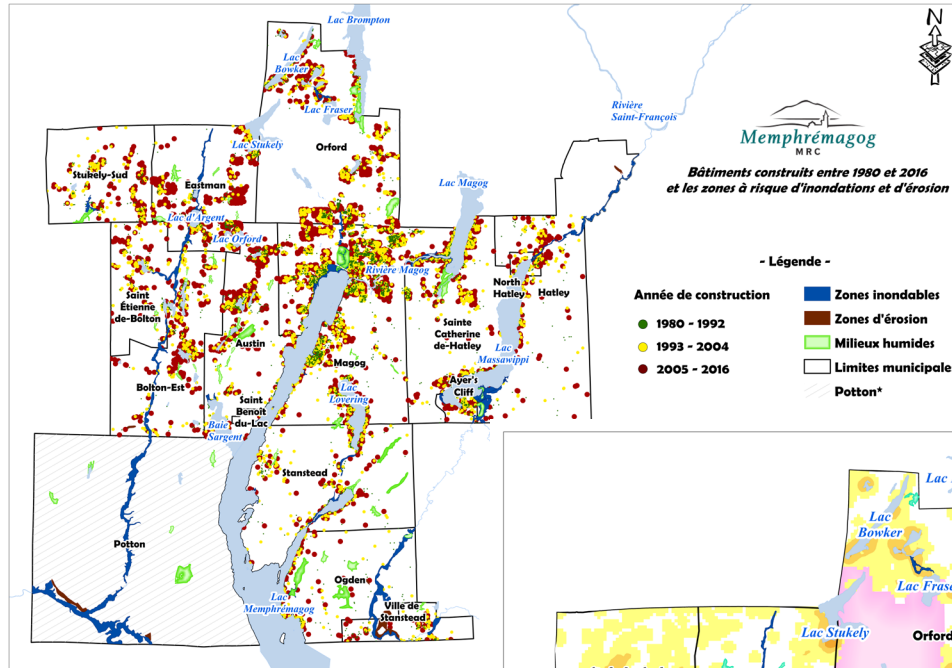 N
Lac Brompton
Lac
Bowker
Lac Fraser
Rivière
Saint-François
Memphrémagog
MRC
Bâtiments construits entre 1980 et 2016
et les zones à risque d'inondations et d'érosion
Lac Stukely
Orford
Stukely-Sud
Eastman
Lac Magog
Lac d'Argent
Lac Orford
Rivière Magog
Saint
Étienne
de-Bolton
North
Hatley
Hatley
Austin
Sainte
Catherine
de-Hatley
Magog
Lac
Massawippi
Bolton-Est
Saint
Benoît
du-Lac
Lac
Lovering
Ayer's
Cliff
Baie
Sargent
Stanstead
Potton
Ogden
Lac
Memphrémagog
Ville de
Stanstead
- Légende -
Année de construction
1980 - 1992
1993 - 2004
2005 - 2016
Zones inondables
Zones d'érosion
Milieux humides
Limites municipale
Potton*
Lac
Lac
Bowker
Lac Frase
Lac Stukely
Orford